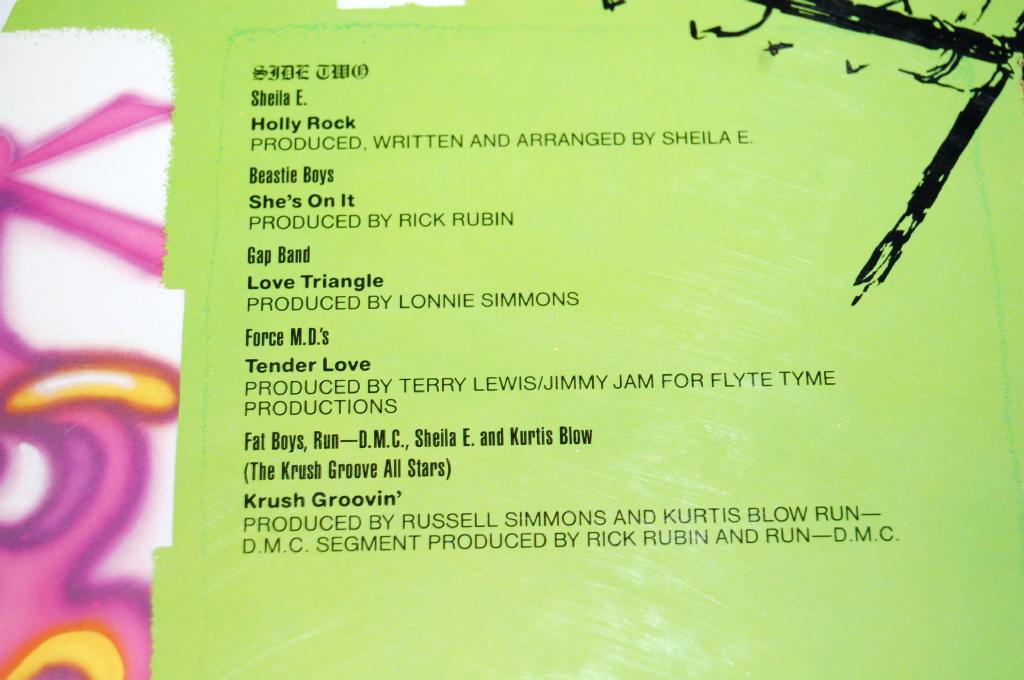 SIDE TWO
Sheila E.
Holly Rock
PRODUCED, WRITTEN AND ARRANGED BY SHEILA E.
Beastie Boys
She's On It
PRODUCED BY RICK RUBIN
Gap Band
Love Triangle
PRODUCED BY LONNIE SIMMONS
Force M.D.'s
Tender Love
PRODUCED BY TERRY LEWIS/JIMMY JAM FOR FLYTE TYME
PRODUCTIONS
Fat Boys, Run—D.M.C., Sheila E. and Kurtis Blow
(The Krush Groove All Stars)
Krush Groovin'
PRODUCED BY RUSSELL SIMMONS AND KURTIS BLOW RUN—
D.M.C. SEGMENT PRODUCED BY RICK RUBIN AND RUN—D.M.C.